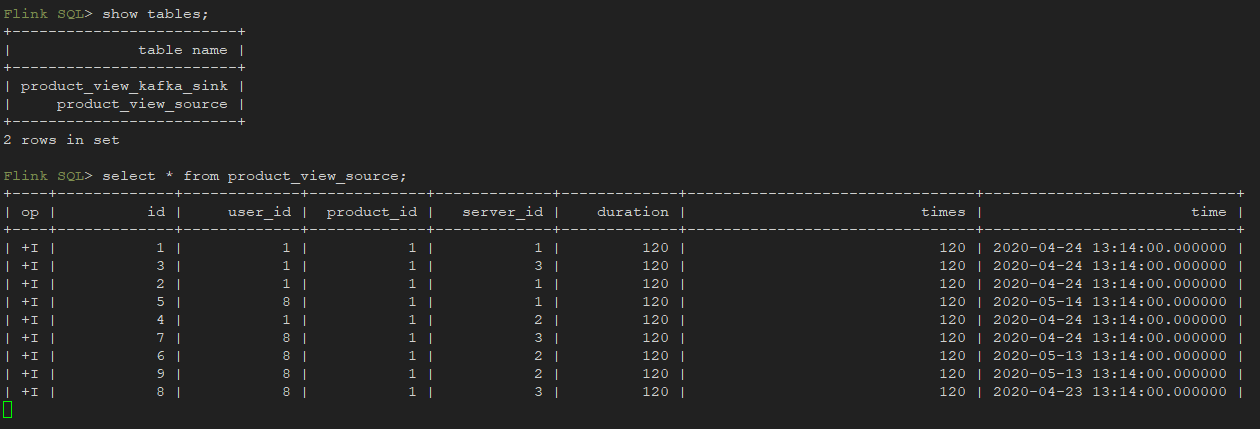 Flink SQL> show tables;
+-------------------------+
|              table name |
+-------------------------+
| product_view_kafka_sink |
|     product_view_source |
+-------------------------+
2 rows in set

Flink SQL> select * from product_view_source;
+----+-------------+-------------+-------------+-------------+-------------+--------------------------------+----------------------------+
| op |          id |     user_id |  product_id |   server_id |    duration |                          times |                       time |
+----+-------------+-------------+-------------+-------------+-------------+--------------------------------+----------------------------+
| +I |           1 |           1 |           1 |           1 |         120 |                            120 | 2020-04-24 13:14:00.000000 |
| +I |           3 |           1 |           1 |           3 |         120 |                            120 | 2020-04-24 13:14:00.000000 |
| +I |           2 |           1 |           1 |           1 |         120 |                            120 | 2020-04-24 13:14:00.000000 |
| +I |           5 |           8 |           1 |           1 |         120 |                            120 | 2020-05-14 13:14:00.000000 |
| +I |           4 |           1 |           1 |           2 |         120 |                            120 | 2020-04-24 13:14:00.000000 |
| +I |           7 |           8 |           1 |           3 |         120 |                            120 | 2020-04-24 13:14:00.000000 |
| +I |           6 |           8 |           1 |           2 |         120 |                            120 | 2020-05-13 13:14:00.000000 |
| +I |           9 |           8 |           1 |           2 |         120 |                            120 | 2020-05-13 13:14:00.000000 |
| +I |           8 |           8 |           1 |           3 |         120 |                            120 | 2020-04-23 13:14:00.000000 |